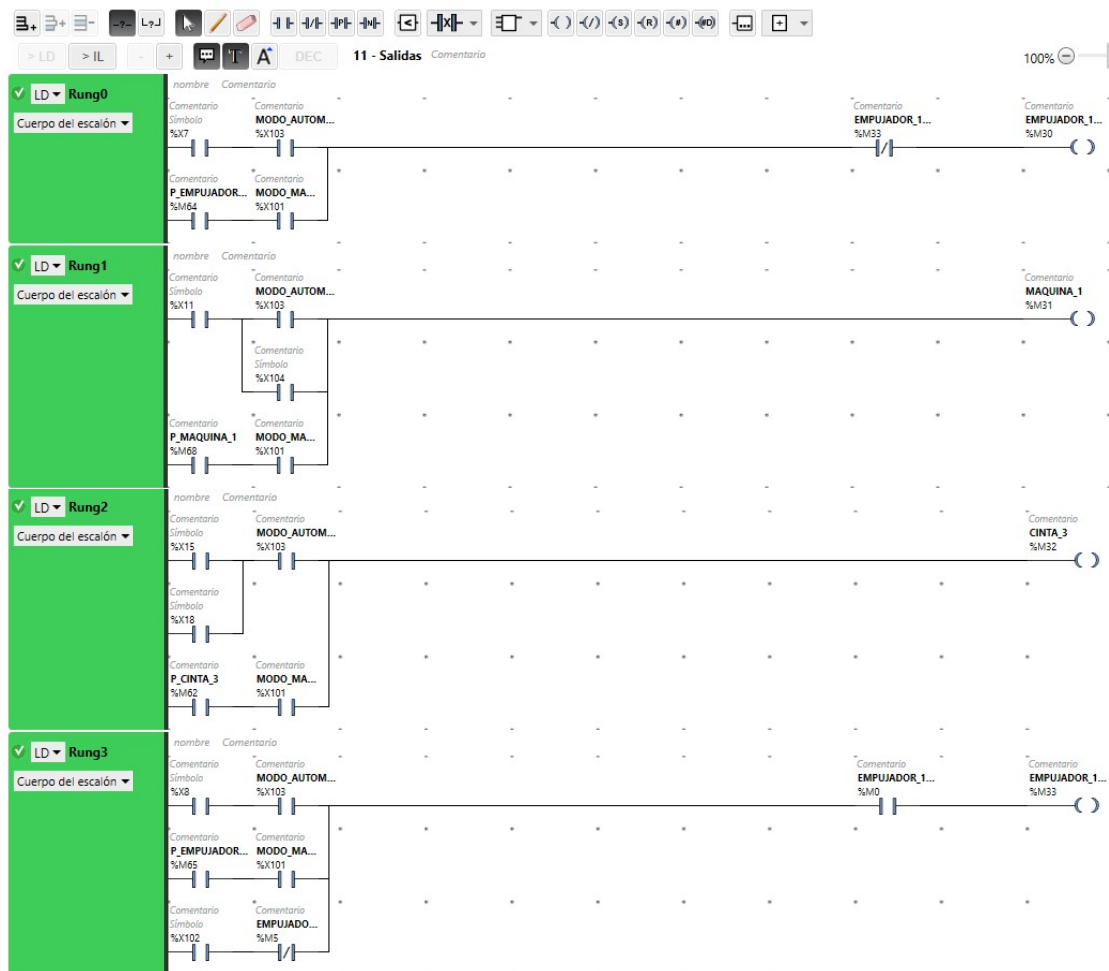 > LD > IL - + T A DEC 11 - Salidas Comentario 100%
LD Rung0
Cuerpo del escalón
nombre Comentario
Comentario Comentario Comentario Comentario
Símbolo MODO_AUTOM... EMPUJADOR_1... EMPUJADOR_1...
%X7 %X103 %M33 %M30
Comentario Comentario
P_EMPUJADOR... MODO_MA...
%M64 %X101
LD Rung1
Cuerpo del escalón
nombre Comentario
Comentario Comentario Comentario
Símbolo MODO_AUTOM... MAQUINA_1
%X11 %X103 %M31
Comentario
Símbolo
%X104
Comentario Comentario
P_MAQUINA_1 MODO_MA...
%M68 %X101
LD Rung2
Cuerpo del escalón
nombre Comentario
Comentario Comentario Comentario
Símbolo MODO_AUTOM... CINTA_3
%X15 %X103 %M32
Comentario
Símbolo
%X18
Comentario Comentario
P_CINTA_3 MODO_MA...
%M62 %X101
LD Rung3
Cuerpo del escalón
nombre Comentario
Comentario Comentario Comentario Comentario
Símbolo MODO_AUTOM... EMPUJADOR_1... EMPUJADOR_1...
%X8 %X103 %M0 %M33
Comentario Comentario
P_EMPUJADOR... MODO_MA...
%M65 %X101
Comentario Comentario
Símbolo EMPUJADO...
%X102 %M5